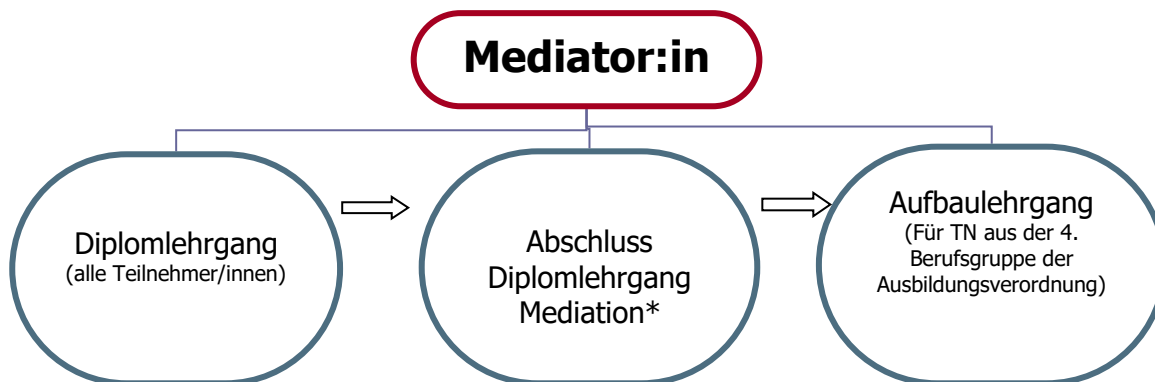 Mediator:in
Diplomlehrgang
(alle Teilnehmer/innen)
Abschluss
Diplomlehrgang
Mediation*
Aufbaulehrgang
(Für TN aus der 4.
Berufsgruppe der
Ausbildungsverordnung)